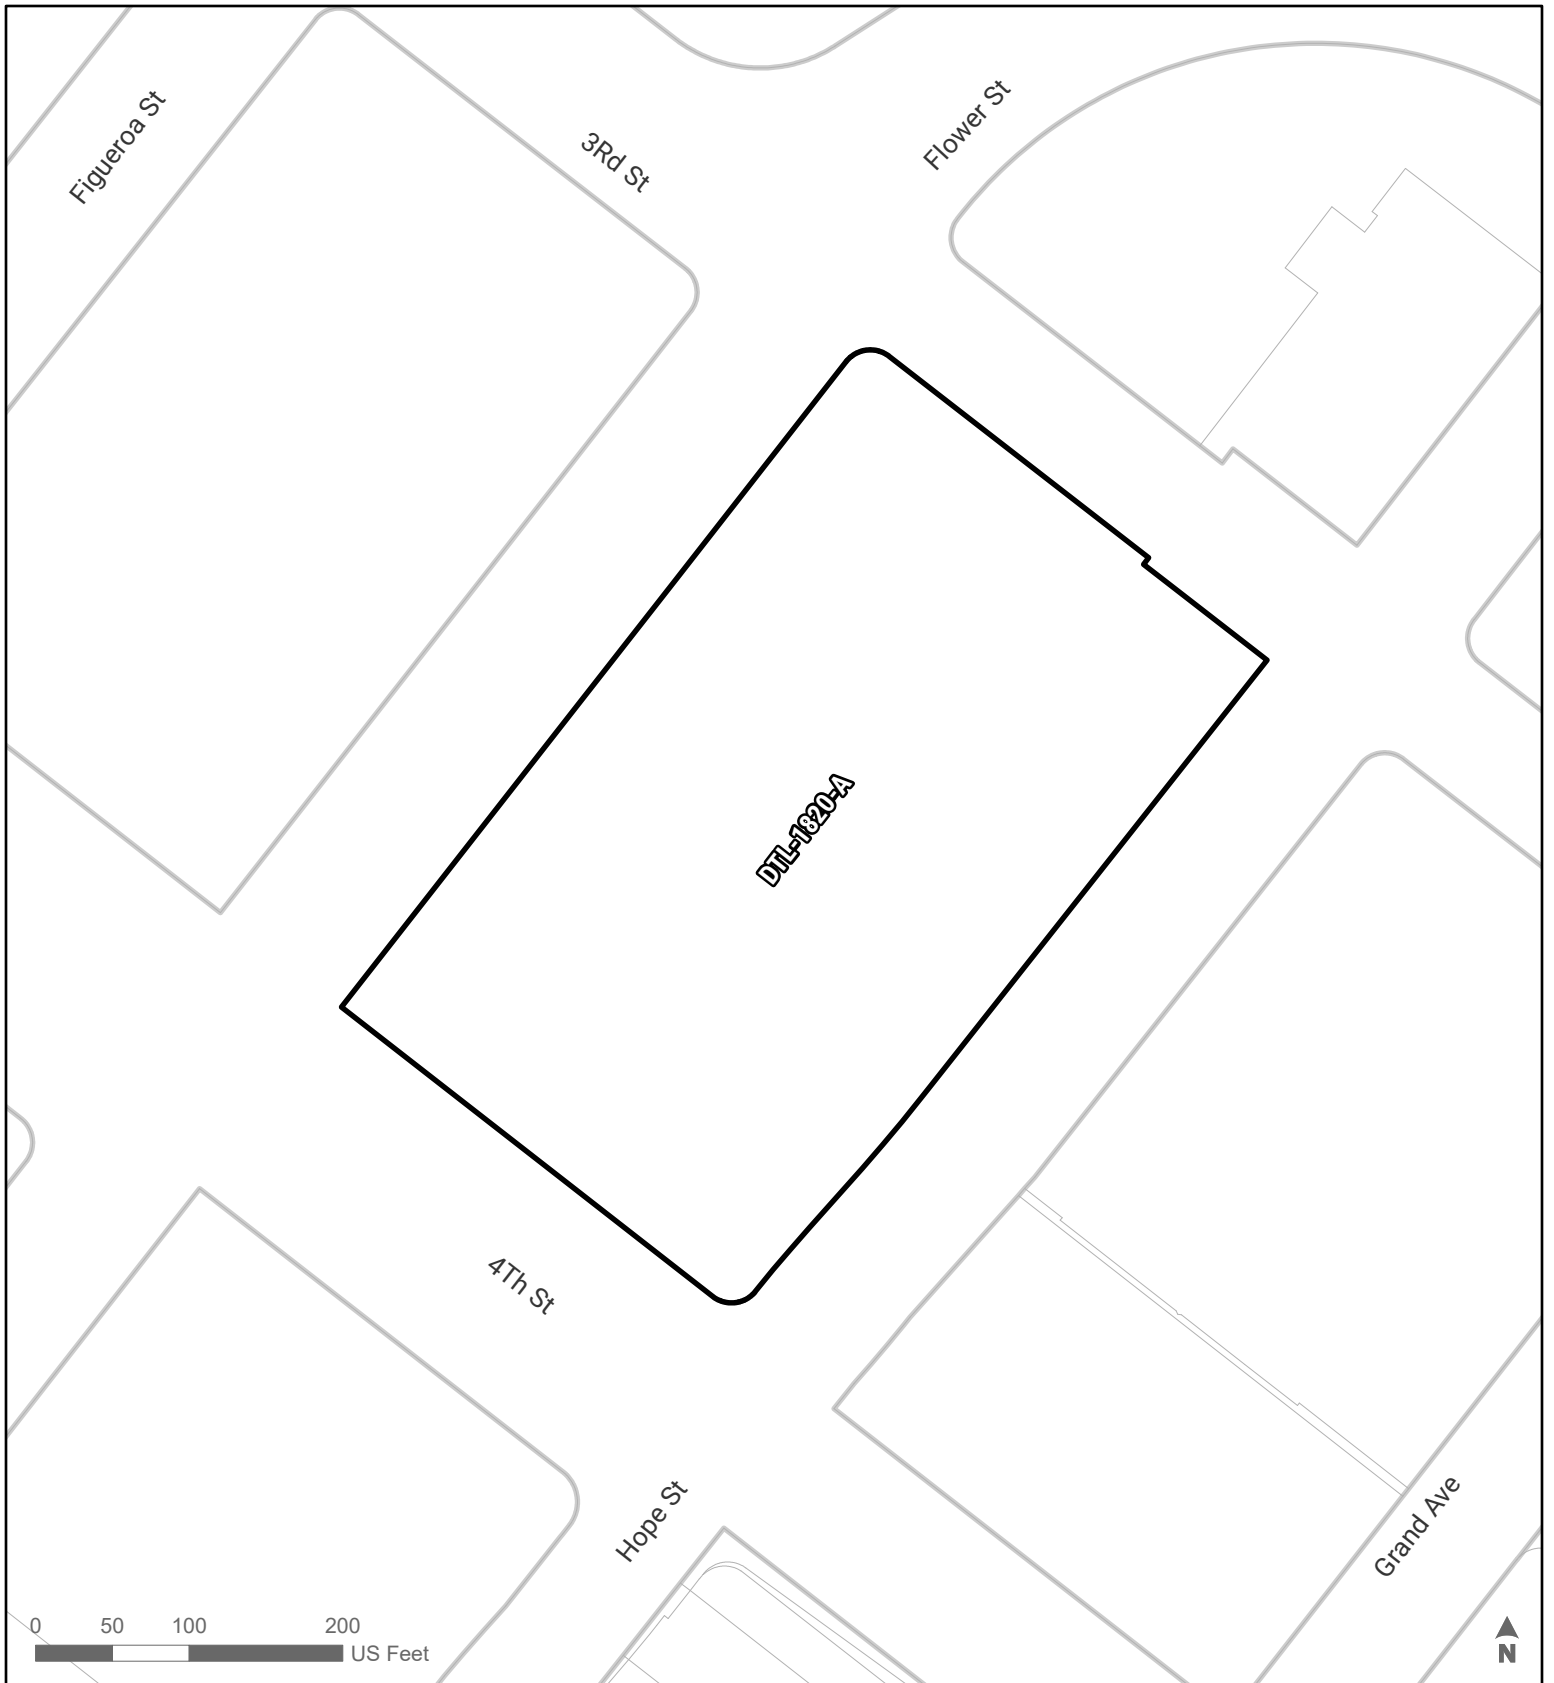 Figueroa St
3Rd St
Flower St
DTL-1820-A
4Th St
Hope St
Grand Ave
0 50 100 200
US Feet
N